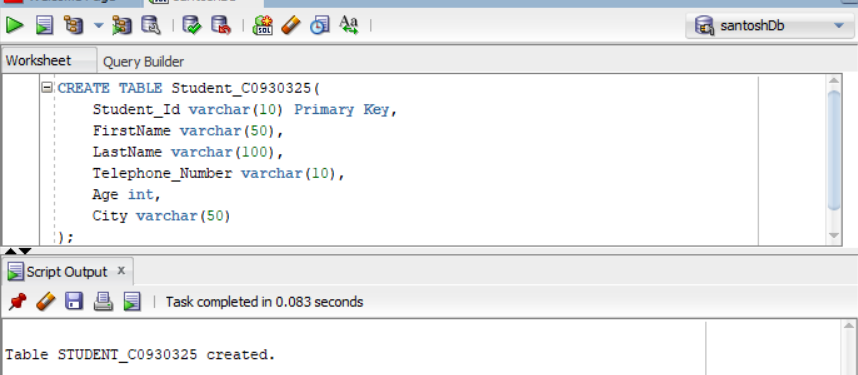 santoshDb
Worksheet Query Builder
CREATE TABLE Student_C0930325(
Student_Id varchar(10) Primary Key,
FirstName varchar(50),
LastName varchar(100),
Telephone_Number varchar(10),
Age int,
City varchar(50)
);
Script Output x
Task completed in 0.083 seconds
Table STUDENT_C0930325 created.